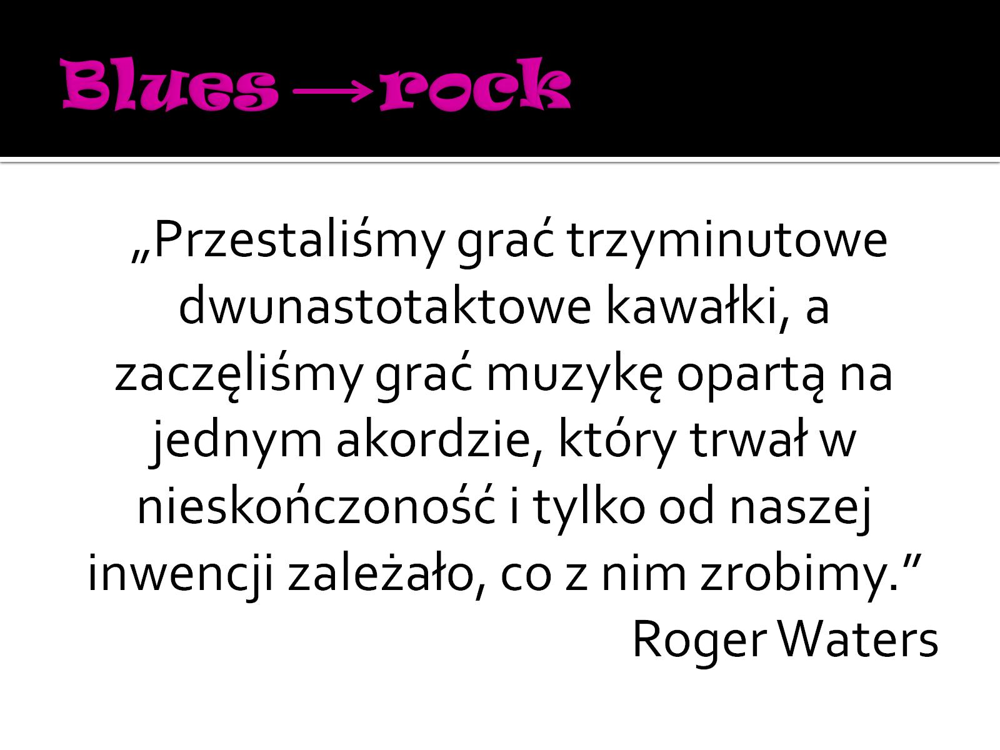 Blues → rock
„Przestaliśmy grać trzyminutowe
dwunastotaktowe kawałki, a
zaczęliśmy grać muzykę opartą na
jednym akordzie, który trwał w
nieskończoność i tylko od naszej
inwencji zależało, co z nim zrobimy.”
Roger Waters